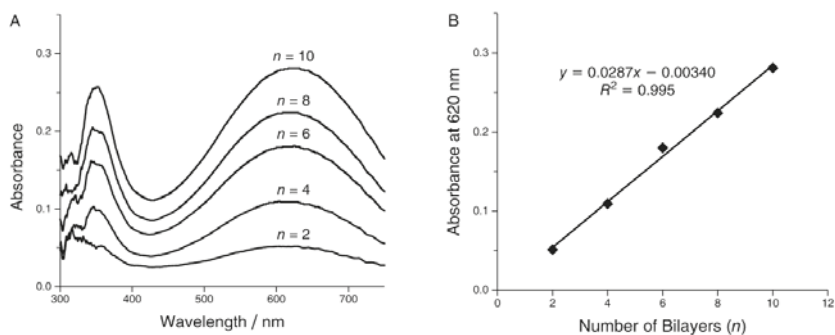 A
Absorbance
0.3
0.2
0.1
0.0
n = 10
n = 8
n = 6
n = 4
n = 2
300 400 500 600 700
Wavelength / nm
B
Absorbance at 620 nm
0.3
0.2
0.1
0.0
y = 0.0287x − 0.00340
R² = 0.995
0 2 4 6 8 10 12
Number of Bilayers (n)